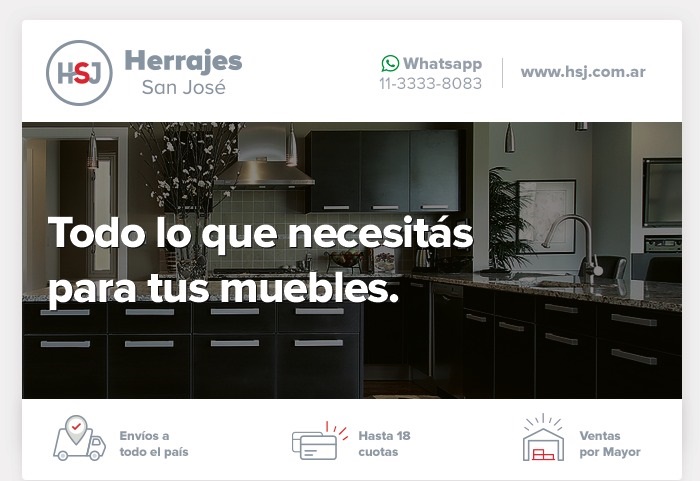 HSJ
Herrajes
San José
Whatsapp
11-3333-8083
www.hsj.com.ar
Todo lo que necesitás
para tus muebles.
Envíos a
todo el país
Hasta 18
cuotas
Ventas
por Mayor